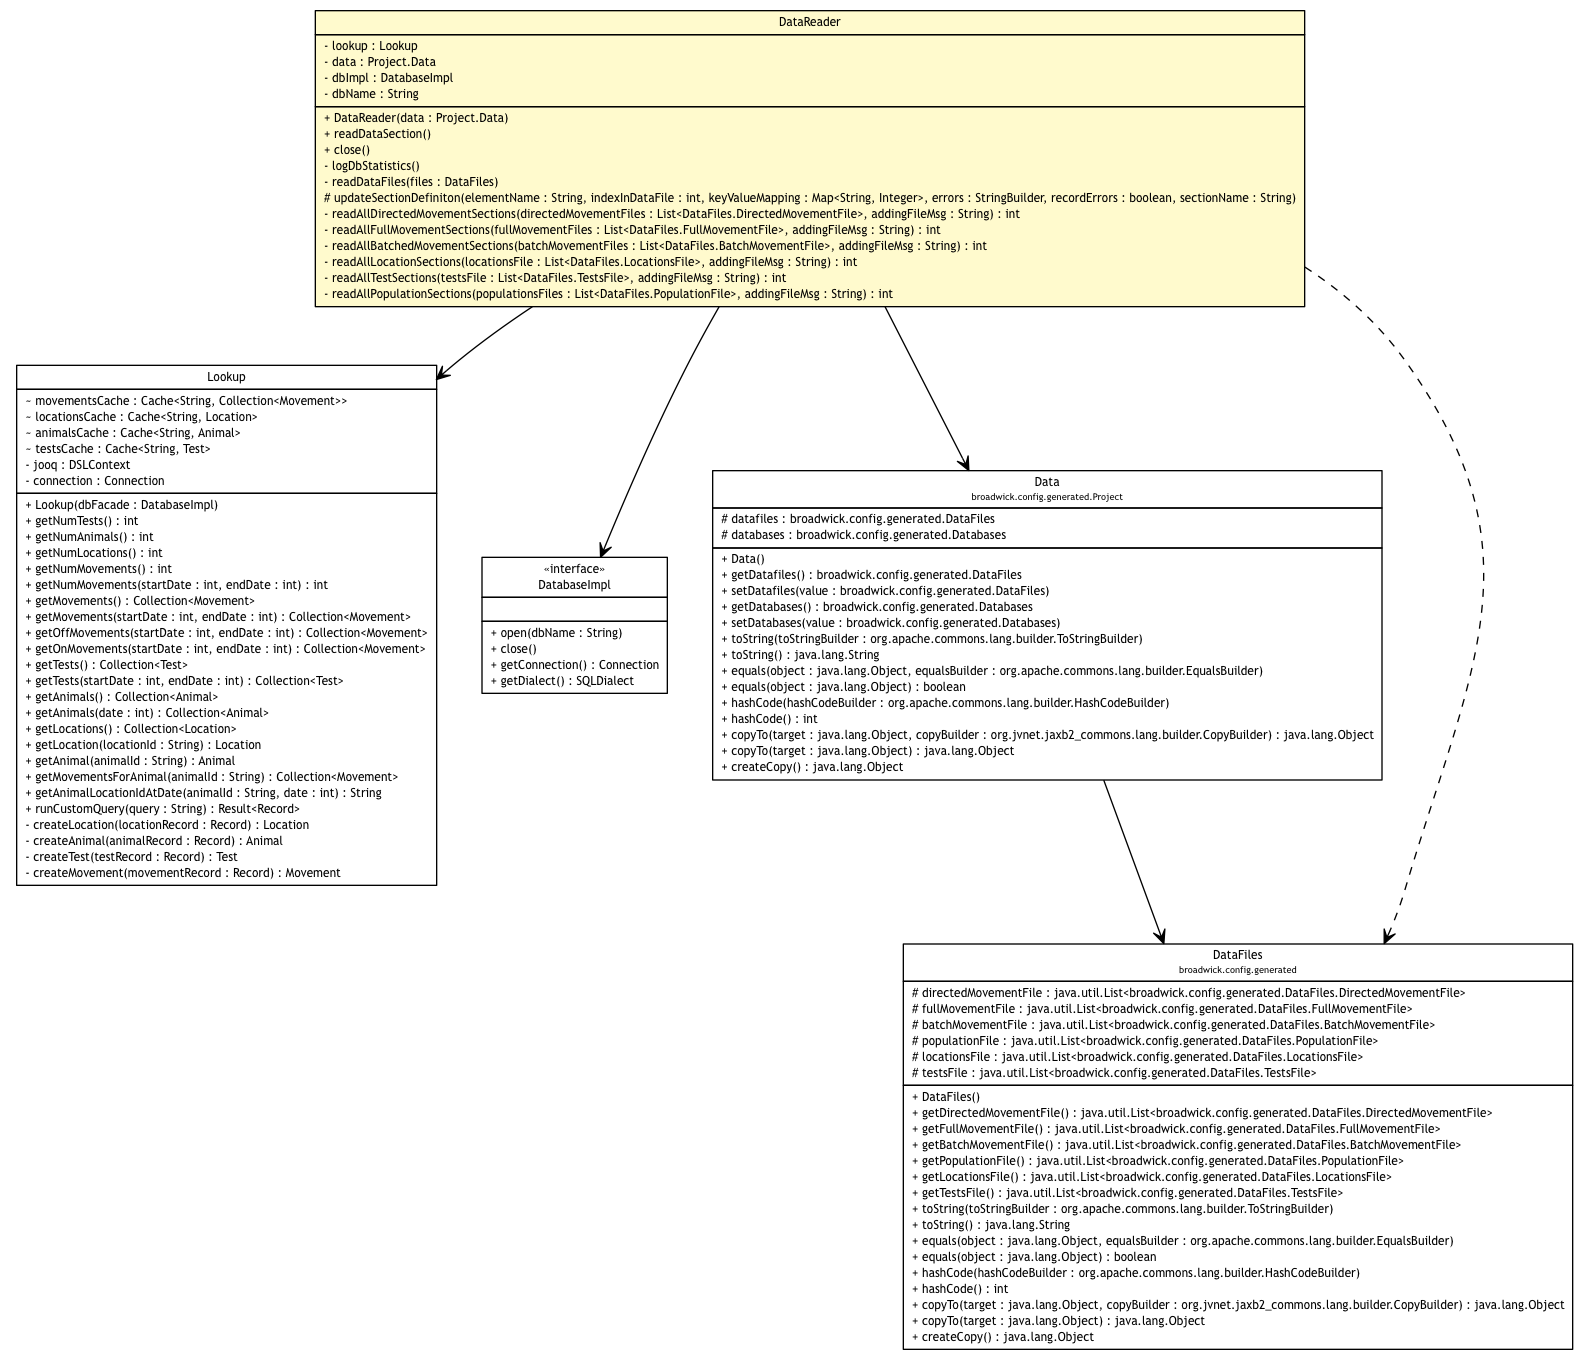 DataReader
- lookup : Lookup
- data : Project.Data
- dbImpl : DatabaseImpl
- dbName : String
+ DataReader(data : Project.Data)
+ readDataSection()
+ close()
- logDbStatistics()
- readDataFiles(files : DataFiles)
# updateSectionDefiniton(elementName : String, indexInDataFile : int, keyValueMapping : Map<String, Integer>, errors : StringBuilder, recordErrors : boolean, sectionName : String)
- readAllDirectedMovementSections(directedMovementFiles : List<DataFiles.DirectedMovementFile>, addingFileMsg : String) : int
- readAllFullMovementSections(fullMovementFiles : List<DataFiles.FullMovementFile>, addingFileMsg : String) : int
- readAllBatchedMovementSections(batchMovementFiles : List<DataFiles.BatchMovementFile>, addingFileMsg : String) : int
- readAllLocationSections(locationsFile : List<DataFiles.LocationsFile>, addingFileMsg : String) : int
- readAllTestSections(testsFile : List<DataFiles.TestsFile>, addingFileMsg : String) : int
- readAllPopulationSections(populationsFiles : List<DataFiles.PopulationFile>, addingFileMsg : String) : int
Lookup
~ movementsCache : Cache<String, Collection<Movement>>
~ locationsCache : Cache<String, Location>
~ animalsCache : Cache<String, Animal>
~ testsCache : Cache<String, Test>
- jooq : DSLContext
- connection : Connection
+ Lookup(dbFacade : DatabaseImpl)
+ getNumTests() : int
+ getNumAnimals() : int
+ getNumLocations() : int
+ getNumMovements() : int
+ getNumMovements(startDate : int, endDate : int) : int
+ getMovements() : Collection<Movement>
+ getMovements(startDate : int, endDate : int) : Collection<Movement>
+ getOffMovements(startDate : int, endDate : int) : Collection<Movement>
+ getOnMovements(startDate : int, endDate : int) : Collection<Movement>
+ getTests() : Collection<Test>
+ getTests(startDate : int, endDate : int) : Collection<Test>
+ getAnimals() : Collection<Animal>
+ getAnimals(date : int) : Collection<Animal>
+ getLocations() : Collection<Location>
+ getLocation(locationId : String) : Location
+ getAnimal(animalId : String) : Animal
+ getMovementsForAnimal(animalId : String) : Collection<Movement>
+ getAnimalLocationIdAtDate(animalId : String, date : int) : String
+ runCustomQuery(query : String) : Result<Record>
- createLocation(locationRecord : Record) : Location
- createAnimal(animalRecord : Record) : Animal
- createTest(testRecord : Record) : Test
- createMovement(movementRecord : Record) : Movement
«interface»
DatabaseImpl
+ open(dbName : String)
+ close()
+ getConnection() : Connection
+ getDialect() : SQLDialect
Data
broadwick.config.generated.Project
# datafiles : broadwick.config.generated.DataFiles
# databases : broadwick.config.generated.Databases
+ Data()
+ getDatafiles() : broadwick.config.generated.DataFiles
+ setDatafiles(value : broadwick.config.generated.DataFiles)
+ getDatabases() : broadwick.config.generated.Databases
+ setDatabases(value : broadwick.config.generated.Databases)
+ toString(toStringBuilder : org.apache.commons.lang.builder.ToStringBuilder)
+ toString() : java.lang.String
+ equals(object : java.lang.Object, equalsBuilder : org.apache.commons.lang.builder.EqualsBuilder)
+ equals(object : java.lang.Object) : boolean
+ hashCode(hashCodeBuilder : org.apache.commons.lang.builder.HashCodeBuilder)
+ hashCode() : int
+ copyTo(target : java.lang.Object, copyBuilder : org.jvnet.jaxb2_commons.lang.builder.CopyBuilder) : java.lang.Object
+ copyTo(target : java.lang.Object) : java.lang.Object
+ createCopy() : java.lang.Object
DataFiles
broadwick.config.generated
# directedMovementFile : java.util.List<broadwick.config.generated.DataFiles.DirectedMovementFile>
# fullMovementFile : java.util.List<broadwick.config.generated.DataFiles.FullMovementFile>
# batchMovementFile : java.util.List<broadwick.config.generated.DataFiles.BatchMovementFile>
# populationFile : java.util.List<broadwick.config.generated.DataFiles.PopulationFile>
# locationsFile : java.util.List<broadwick.config.generated.DataFiles.LocationsFile>
# testsFile : java.util.List<broadwick.config.generated.DataFiles.TestsFile>
+ DataFiles()
+ getDirectedMovementFile() : java.util.List<broadwick.config.generated.DataFiles.DirectedMovementFile>
+ getFullMovementFile() : java.util.List<broadwick.config.generated.DataFiles.FullMovementFile>
+ getBatchMovementFile() : java.util.List<broadwick.config.generated.DataFiles.BatchMovementFile>
+ getPopulationFile() : java.util.List<broadwick.config.generated.DataFiles.PopulationFile>
+ getLocationsFile() : java.util.List<broadwick.config.generated.DataFiles.LocationsFile>
+ getTestsFile() : java.util.List<broadwick.config.generated.DataFiles.TestsFile>
+ toString(toStringBuilder : org.apache.commons.lang.builder.ToStringBuilder)
+ toString() : java.lang.String
+ equals(object : java.lang.Object, equalsBuilder : org.apache.commons.lang.builder.EqualsBuilder)
+ equals(object : java.lang.Object) : boolean
+ hashCode(hashCodeBuilder : org.apache.commons.lang.builder.HashCodeBuilder)
+ hashCode() : int
+ copyTo(target : java.lang.Object, copyBuilder : org.jvnet.jaxb2_commons.lang.builder.CopyBuilder) : java.lang.Object
+ copyTo(target : java.lang.Object) : java.lang.Object
+ createCopy() : java.lang.Object